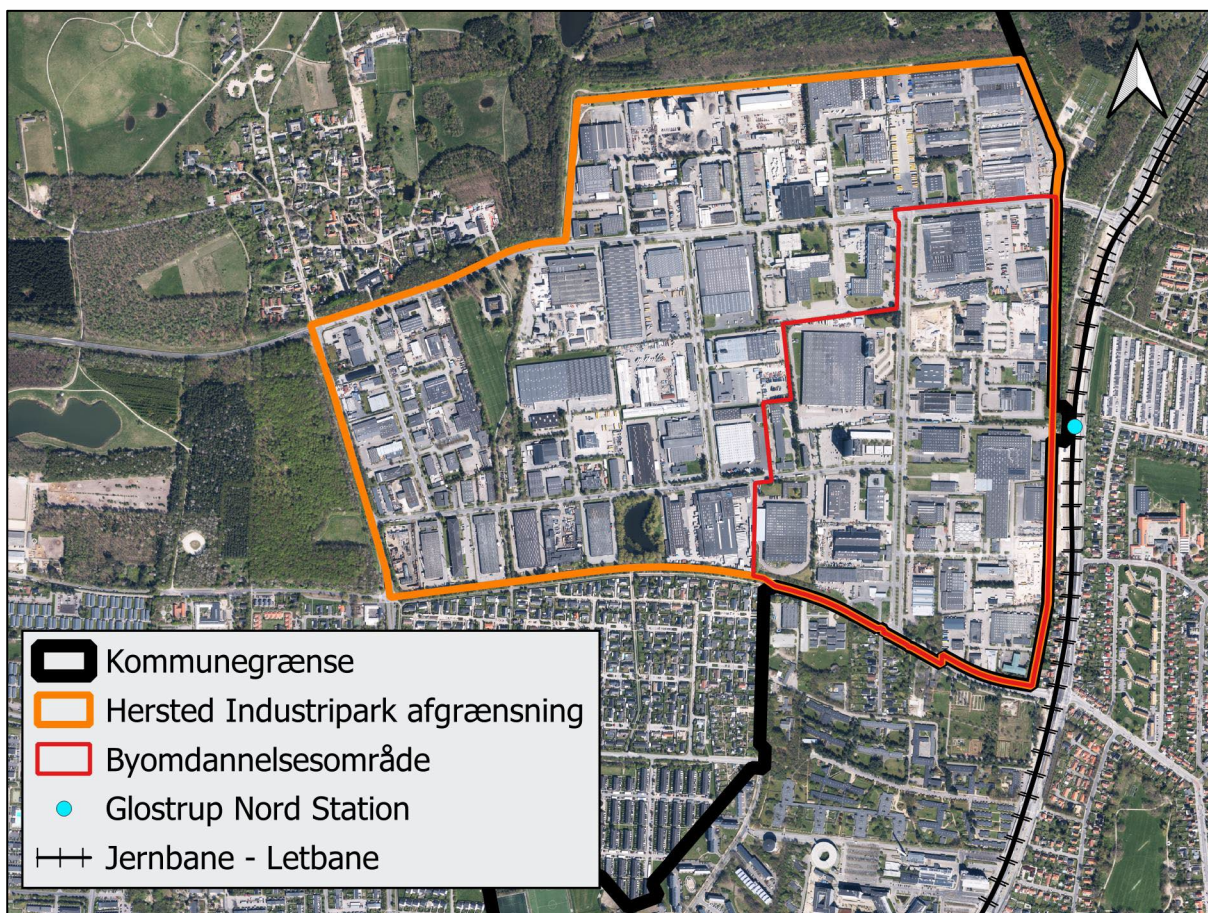 Kommunegrænse
Hersted Industripark afgrænsning
Byomdannelsesområde
Glostrup Nord Station
Jernbane - Letbane